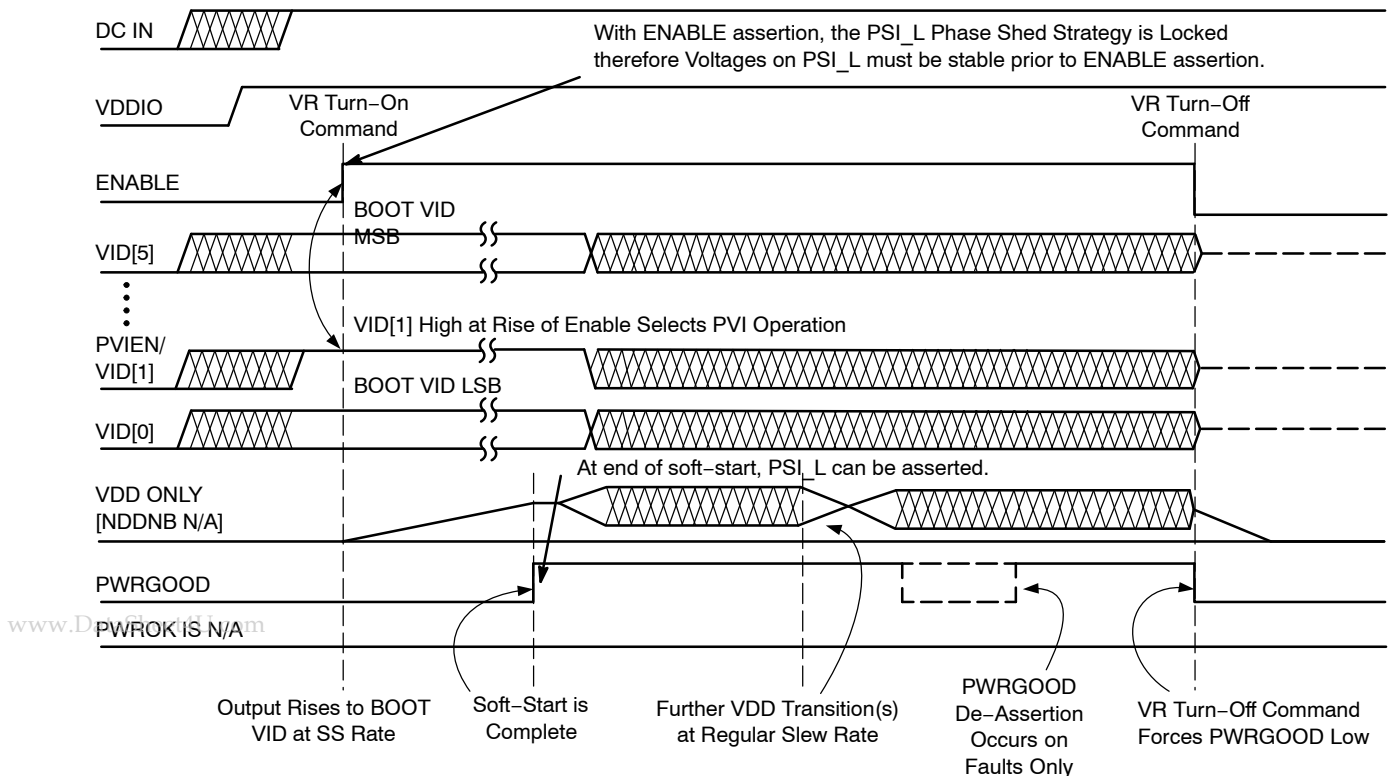 DC IN
With ENABLE assertion, the PSI_L Phase Shed Strategy is Locked
therefore Voltages on PSI_L must be stable prior to ENABLE assertion.
VDDIO
VR Turn−On
Command
VR Turn−Off
Command
ENABLE
BOOT VID
MSB
VID[5]
VID[1] High at Rise of Enable Selects PVI Operation
PVIEN/
VID[1]
BOOT VID LSB
VID[0]
At end of soft−start, PSI_L can be asserted.
VDD ONLY
[NDDNB N/A]
PWRGOOD
www.DataSheet4U.com
PWROK IS N/A
Output Rises to BOOT
VID at SS Rate
Soft−Start is
Complete
Further VDD Transition(s)
at Regular Slew Rate
PWRGOOD
De−Assertion
Occurs on
Faults Only
VR Turn−Off Command
Forces PWRGOOD Low